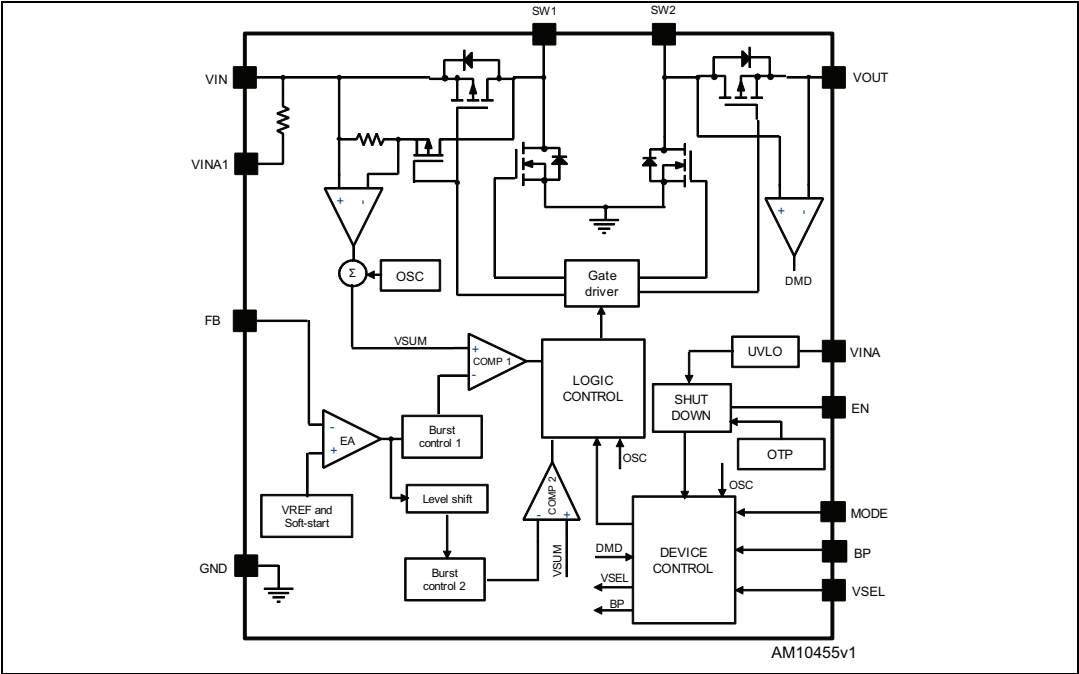 SW1
SW2
VIN
VOUT
VINA1
+ -
+ -
Σ
OSC
Gate
driver
DMD
FB
VSUM
+
COMP 1
-
UVLO
VINA
LOGIC
CONTROL
SHUT
DOWN
EN
-
EA
+
Burst
control 1
OTP
OSC
OSC
Level shift
COMP 2
- +
VREF and
Soft-start
MODE
VSUM
DMD
DEVICE
CONTROL
BP
GND
Burst
control 2
VSEL
VSEL
BP
AM10455v1